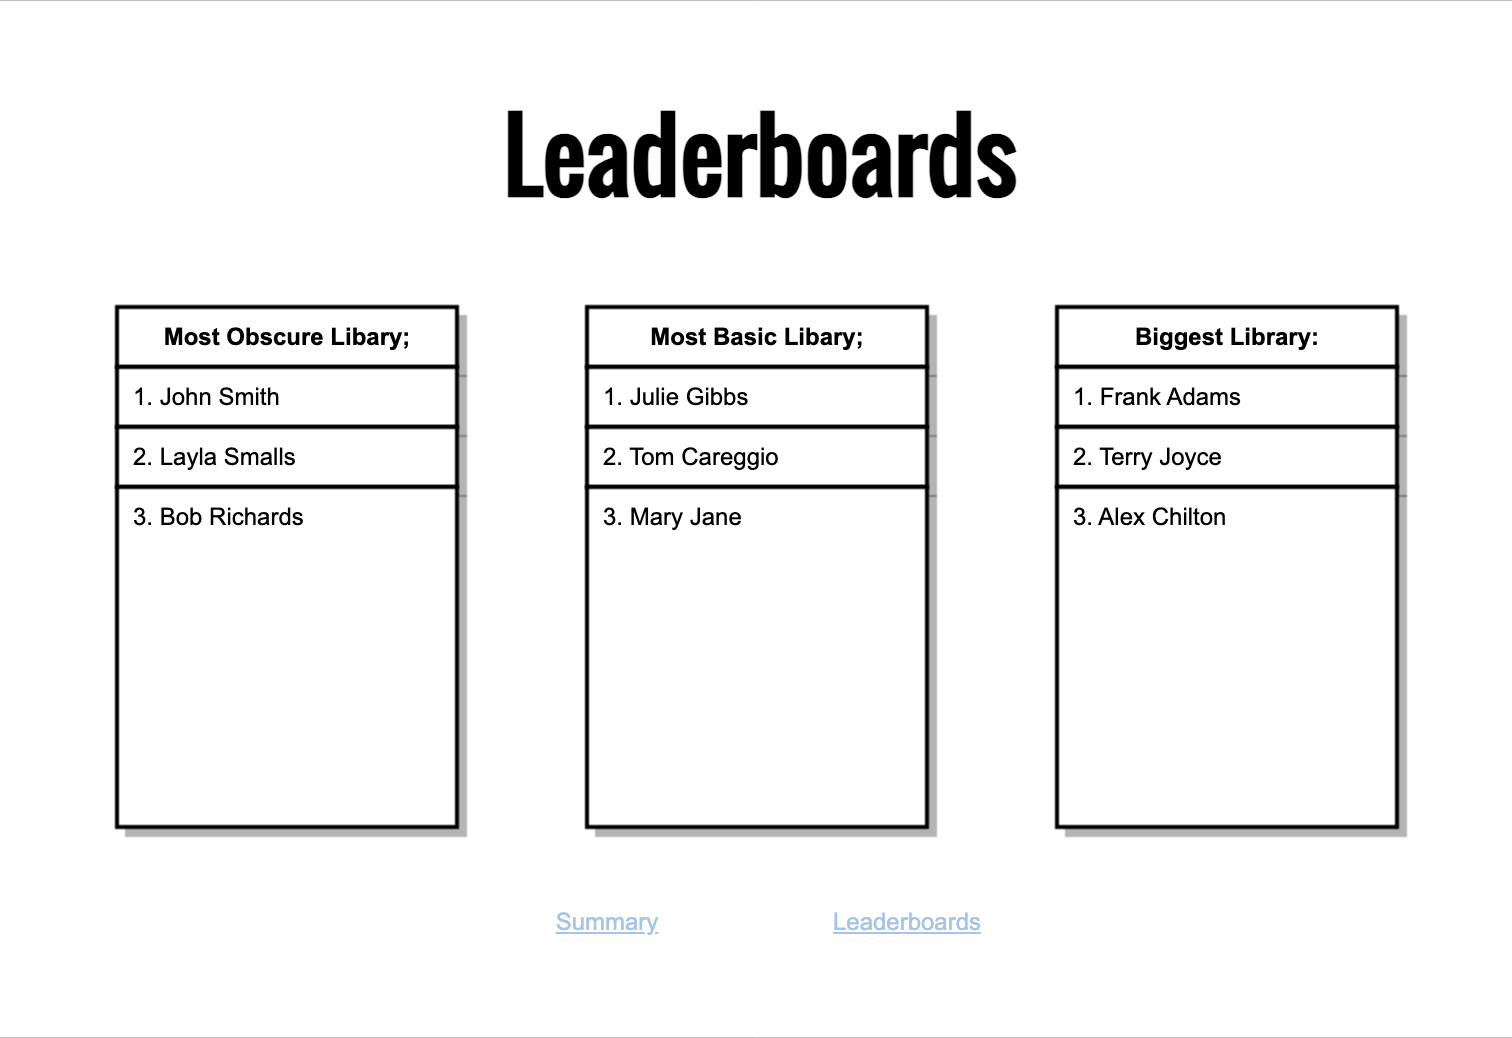 Leaderboards
Most Obscure Libary;
1. John Smith
2. Layla Smalls
3. Bob Richards
Most Basic Libary;
1. Julie Gibbs
2. Tom Careggio
3. Mary Jane
Biggest Library:
1. Frank Adams
2. Terry Joyce
3. Alex Chilton
Summary
Leaderboards